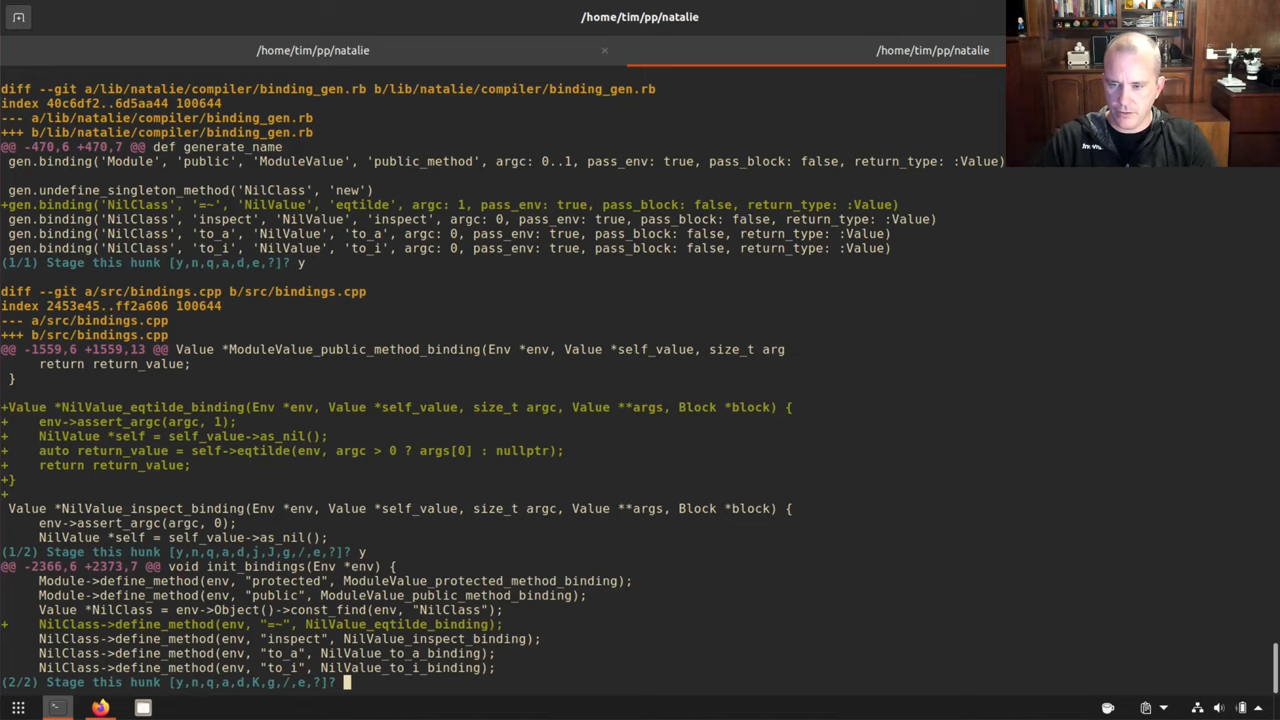 /home/tim/pp/natalie
/home/tim/pp/natalie
/home/tim/pp/natalie
diff --git a/lib/natalie/compiler/binding_gen.rb b/lib/natalie/compiler/binding_gen.rb
index 40c6df2..6d5aa44 100644
--- a/lib/natalie/compiler/binding_gen.rb
+++ b/lib/natalie/compiler/binding_gen.rb
@@ -470,6 +470,7 @@ def generate_name
 gen.binding('Module', 'public', 'ModuleValue', 'public_method', argc: 0..1, pass_env: true, pass_block: false, return_type: :Value)
 gen.undefine_singleton_method('NilClass', 'new')
+gen.binding('NilClass', '=~', 'NilValue', 'eqtilde', argc: 1, pass_env: true, pass_block: false, return_type: :Value)
 gen.binding('NilClass', 'inspect', 'NilValue', 'inspect', argc: 0, pass_env: true, pass_block: false, return_type: :Value)
 gen.binding('NilClass', 'to_a', 'NilValue', 'to_a', argc: 0, pass_env: true, pass_block: false, return_type: :Value)
 gen.binding('NilClass', 'to_i', 'NilValue', 'to_i', argc: 0, pass_env: true, pass_block: false, return_type: :Value)
(1/1) Stage this hunk [y,n,q,a,d,e,?]? y
diff --git a/src/bindings.cpp b/src/bindings.cpp
index 2453e45..ff2a606 100644
--- a/src/bindings.cpp
+++ b/src/bindings.cpp
@@ -1559,6 +1559,13 @@ Value *ModuleValue_public_method_binding(Env *env, Value *self_value, size_t arg
     return return_value;
 }
+Value *NilValue_eqtilde_binding(Env *env, Value *self_value, size_t argc, Value **args, Block *block) {
+    env->assert_argc(argc, 1);
+    NilValue *self = self_value->as_nil();
+    auto return_value = self->eqtilde(env, argc > 0 ? args[0] : nullptr);
+    return return_value;
+}
+
 Value *NilValue_inspect_binding(Env *env, Value *self_value, size_t argc, Value **args, Block *block) {
     env->assert_argc(argc, 0);
     NilValue *self = self_value->as_nil();
(1/2) Stage this hunk [y,n,q,a,d,j,J,g,/,e,?]? y
@@ -2366,6 +2373,7 @@ void init_bindings(Env *env) {
     Module->define_method(env, "protected", ModuleValue_protected_method_binding);
     Module->define_method(env, "public", ModuleValue_public_method_binding);
     Value *NilClass = env->Object()->const_find(env, "NilClass");
+    NilClass->define_method(env, "=~", NilValue_eqtilde_binding);
     NilClass->define_method(env, "inspect", NilValue_inspect_binding);
     NilClass->define_method(env, "to_a", NilValue_to_a_binding);
     NilClass->define_method(env, "to_i", NilValue_to_i_binding);
(2/2) Stage this hunk [y,n,q,a,d,K,g,/,e,?]?